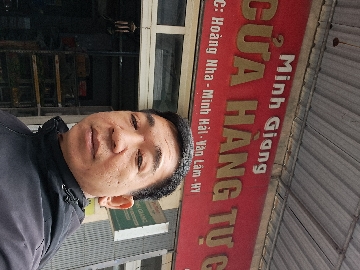 Minh Giang
CỬA HÀNG TỰ C
C: Hoàng Nha - Minh Hải - Văn Lâm - HY